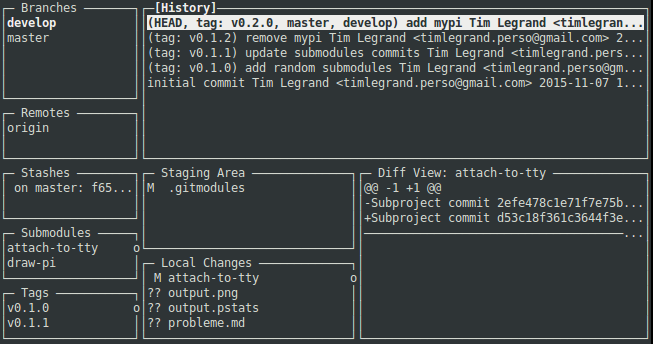 Branches
develop
master
Remotes
origin
Stashes
on master: f65...
Submodules
attach-to-tty o
draw-pi
Tags
v0.1.0 o
v0.1.1
[History]
(HEAD, tag: v0.2.0, master, develop) add mypi Tim Legrand <timlegran...
(tag: v0.1.2) remove mypi Tim Legrand <timlegrand.perso@gmail.com> 2...
(tag: v0.1.1) update submodules commits Tim Legrand <timlegrand.pers...
(tag: v0.1.0) add random submodules Tim Legrand <timlegrand.perso@gm...
initial commit Tim Legrand <timlegrand.perso@gmail.com> 2015-11-07 1...
Staging Area
M .gitmodules
Local Changes
M attach-to-tty o
?? output.png
?? output.pstats
?? probleme.md
Diff View: attach-to-tty
@@ -1 +1 @@
-Subproject commit 2efe478c1e71f7e75b...
+Subproject commit d53c18f361c3644f3e...
...